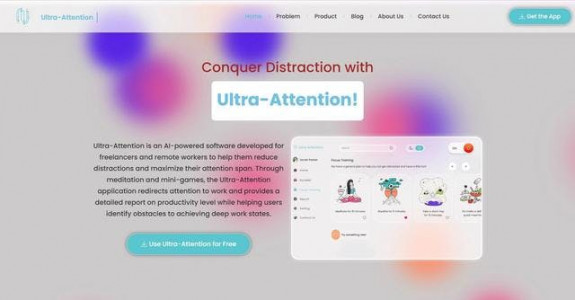 Ultra-Attention
Home Problem Product Blog About Us Contact Us
Get the App
Conquer Distraction with
Ultra-Attention!
Ultra-Attention is an AI-powered software developed for
freelancers and remote workers to help them reduce
distractions and maximize their attention span. Through
meditation and mini-games, the Ultra-Attention
application redirects attention to work and provides a
detailed report on productivity level while helping users
identify obstacles to achieving deep work states.
Use Ultra-Attention for Free
Focus Training